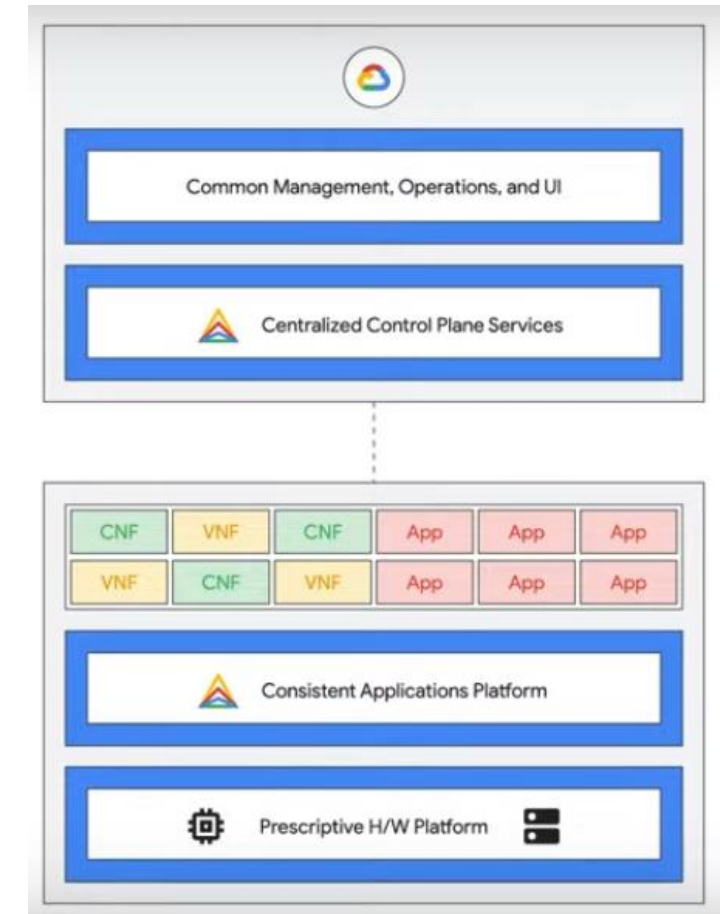 Common Management, Operations, and UI
Centralized Control Plane Services
CNF VNF CNF App App App
VNF CNF VNF App App App
Consistent Applications Platform
Prescriptive H/W Platform